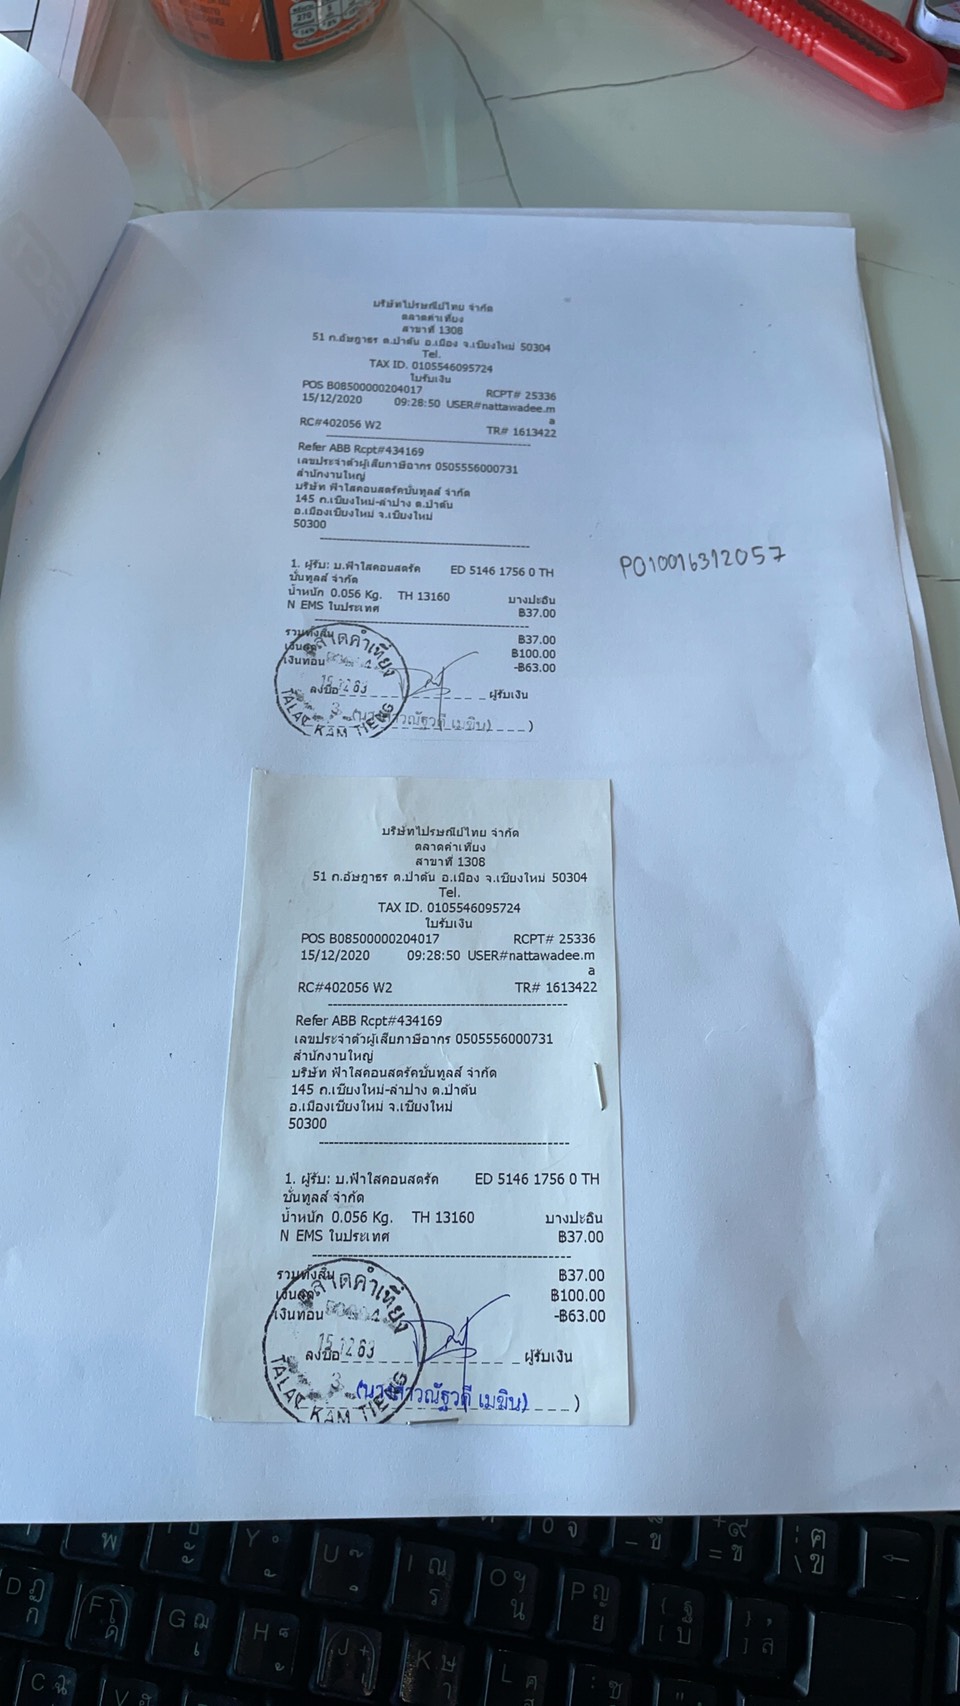 บริษัทไปรษณีย์ไทย จำกัด
ตลาดคำเที่ยง
สาขาที่ 1308
51 ถ.อัษฎาธร ต.ป่าตัน อ.เมือง จ.เชียงใหม่ 50304
Tel.
TAX ID. 0105546095724
ใบรับเงิน
POS B08500000204017 RCPT# 25336
15/12/2020 09:28:50 USER#nattawadee.m
a
RC#402056 W2 TR# 1613422
Refer ABB Rcpt#434169
เลขประจำตัวผู้เสียภาษีอากร 0505556000731
สำนักงานใหญ่
บริษัท ฟ้าใสคอนสตรัคชั่นทูลส์ จำกัด
145 ถ.เชียงใหม่-ลำปาง ต.ป่าตัน
อ.เมืองเชียงใหม่ จ.เชียงใหม่
50300
PO10016312057
1. ผู้รับ: บ.ฟ้าใสคอนสตรัค ED 5146 1756 0 TH
ชั่นทูลส์ จำกัด
น้ำหนัก 0.056 Kg. TH 13160 บางปะอิน
N EMS ในประเทศ ฿37.00
รวมทั้งสิ้น ฿37.00
เงินสด ฿100.00
เงินทอน -฿63.00
ตลาดคำเที่ยง
15 12 63
ลงชื่อ ผู้รับเงิน
3
(นางสาวณัฐวดี เมฆิน)
TALAT KAM TIENG
บริษัทไปรษณีย์ไทย จำกัด
ตลาดคำเที่ยง
สาขาที่ 1308
51 ถ.อัษฎาธร ต.ป่าตัน อ.เมือง จ.เชียงใหม่ 50304
Tel.
TAX ID. 0105546095724
ใบรับเงิน
POS B08500000204017 RCPT# 25336
15/12/2020 09:28:50 USER#nattawadee.m
a
RC#402056 W2 TR# 1613422
Refer ABB Rcpt#434169
เลขประจำตัวผู้เสียภาษีอากร 0505556000731
สำนักงานใหญ่
บริษัท ฟ้าใสคอนสตรัคชั่นทูลส์ จำกัด
145 ถ.เชียงใหม่-ลำปาง ต.ป่าตัน
อ.เมืองเชียงใหม่ จ.เชียงใหม่
50300
1. ผู้รับ: บ.ฟ้าใสคอนสตรัค ED 5146 1756 0 TH
ชั่นทูลส์ จำกัด
น้ำหนัก 0.056 Kg. TH 13160 บางปะอิน
N EMS ในประเทศ ฿37.00
รวมทั้งสิ้น ฿37.00
เงินสด ฿100.00
เงินทอน -฿63.00
ตลาดคำเที่ยง
15 12 63
ลงชื่อ ผู้รับเงิน
3
(นางสาวณัฐวดี เมฆิน)
TALAT KAM TIENG